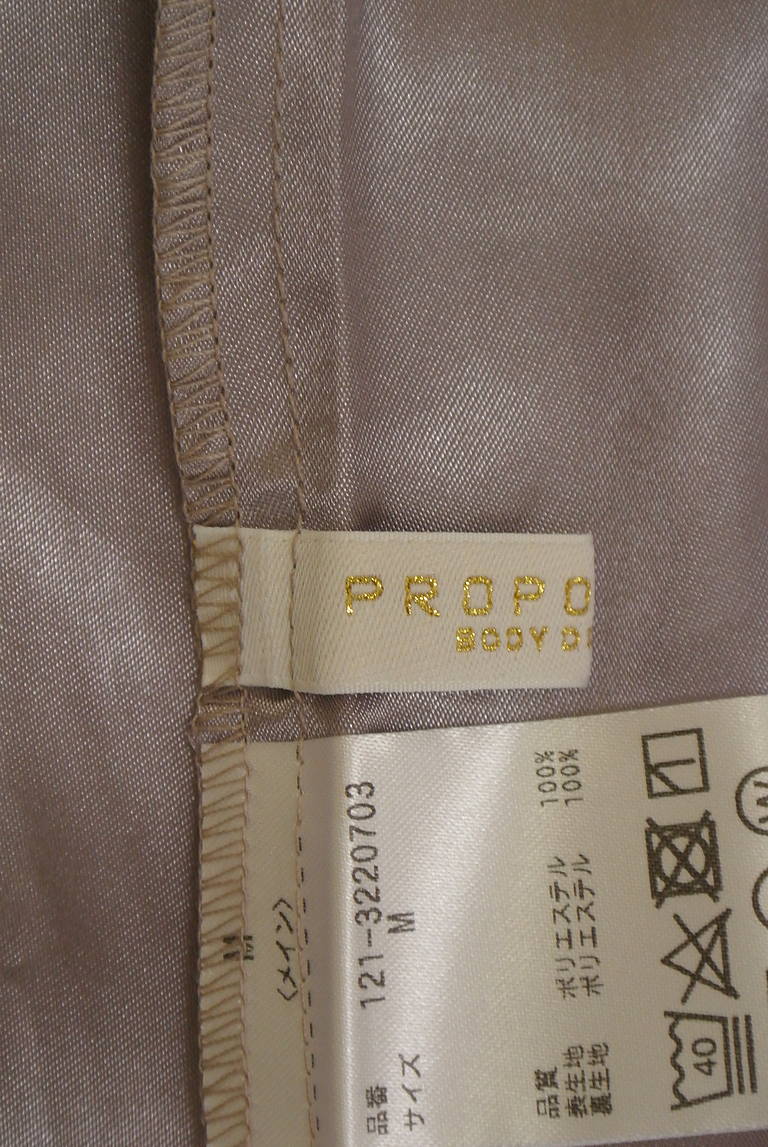 PROPO
BODY D
M
〈メイン〉
品番 121-3220703
サイズ M
品質
表生地 ポリエステル 100%
裏生地 ポリエステル 100%
40
W